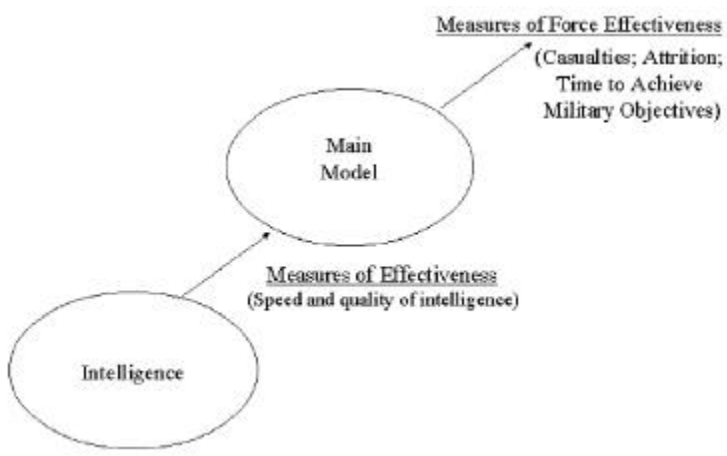 Measures of Force Effectiveness
(Casualties; Attrition;
Time to Achieve
Military Objectives)
Main
Model
Measures of Effectiveness
(Speed and quality of intelligence)
Intelligence